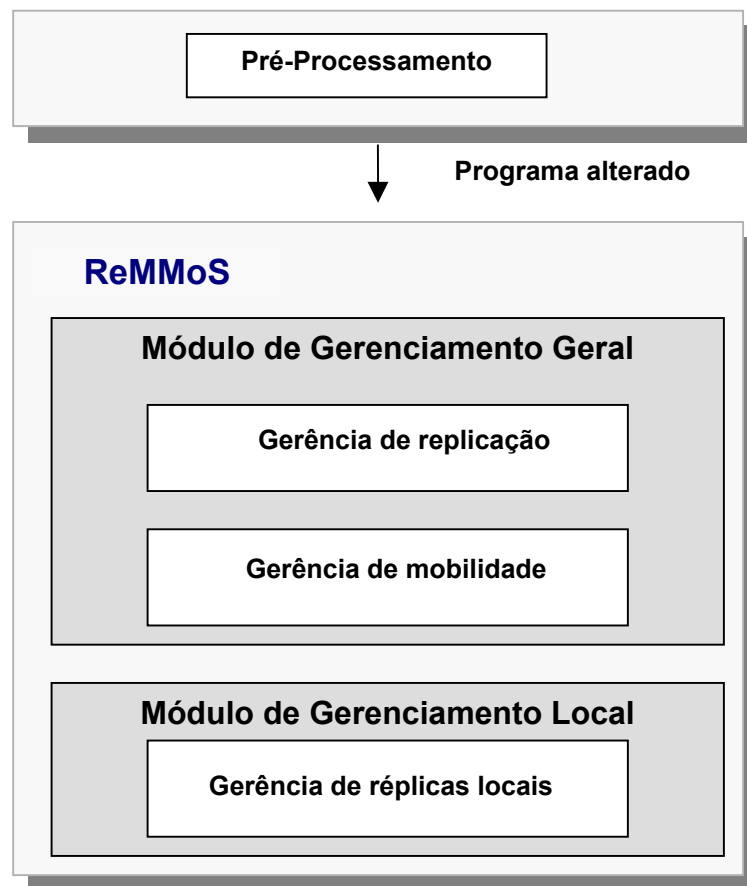 Pré-Processamento
Programa alterado
ReMMoS
Módulo de Gerenciamento Geral
Gerência de replicação
Gerência de mobilidade
Módulo de Gerenciamento Local
Gerência de réplicas locais